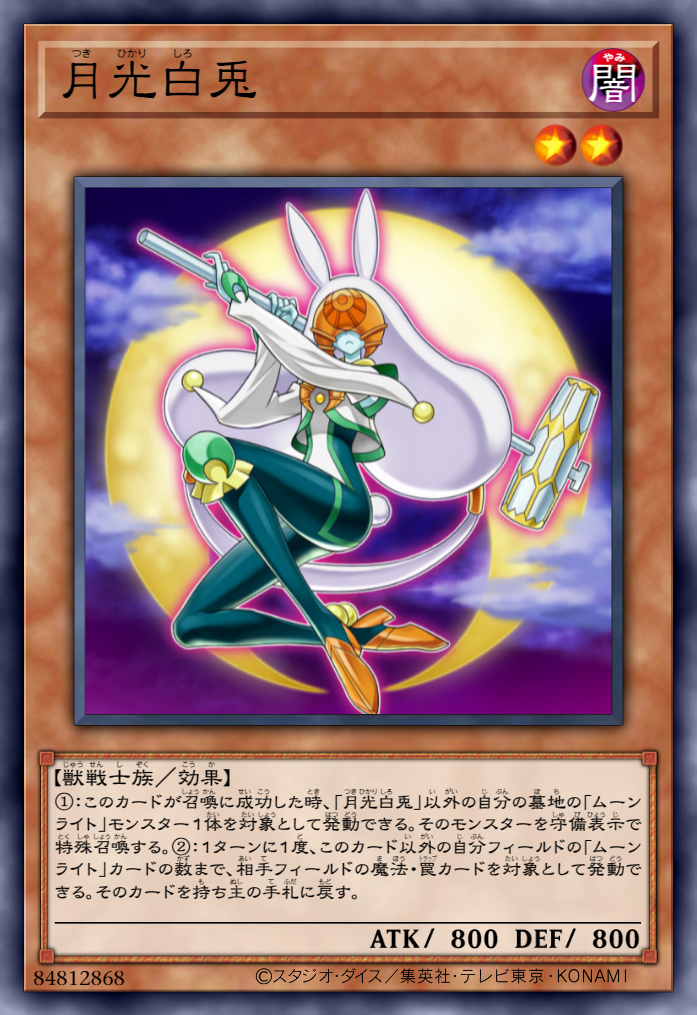 月光白兎
闇
【獣戦士族／効果】
①：このカードが召喚に成功した時、「月光白兎」以外の自分の墓地の「ムーン
ライト」モンスター１体を対象として発動できる。そのモンスターを守備表示で
特殊召喚する。②：１ターンに１度、このカード以外の自分フィールドの「ムーン
ライト」カードの数まで、相手フィールドの魔法・罠カードを対象として発動で
きる。そのカードを持ち主の手札に戻す。
ATK/ 800 DEF/ 800
84812868 ©スタジオ・ダイス／集英社・テレビ東京・KONAMI